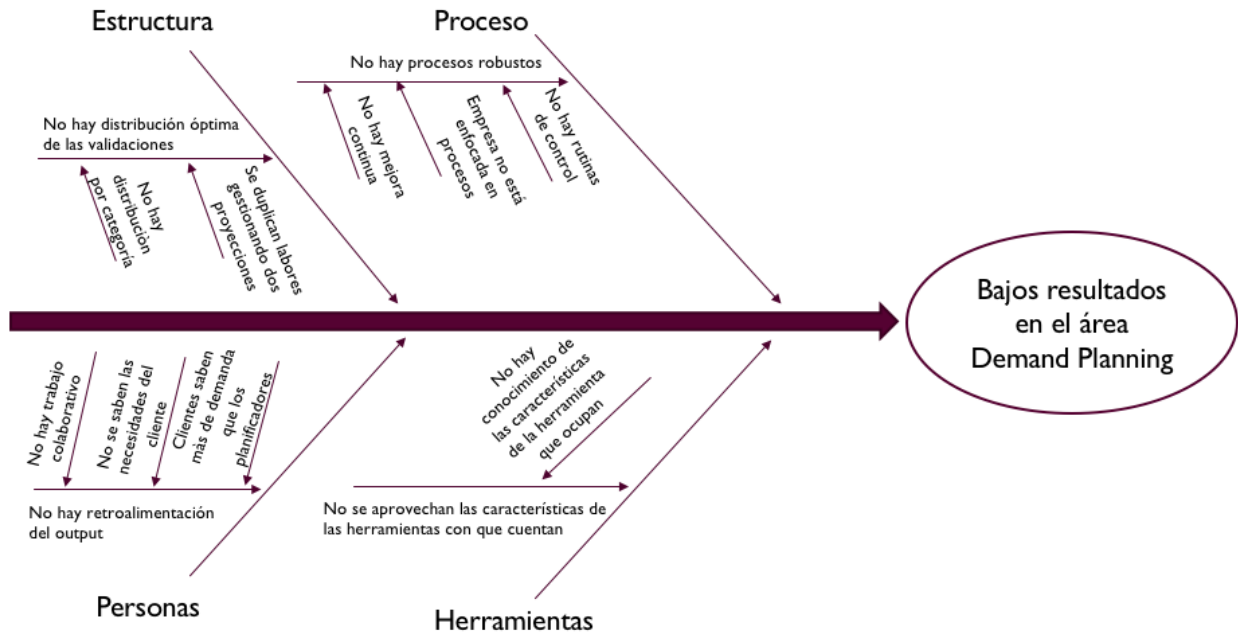 Estructura
Proceso
No hay procesos robustos
No hay mejora
continua
Empresa no está
enfocada en
procesos
No hay rutinas
de control
No hay distribución óptima
de las validaciones
No hay
distribuciòn
por categoría
Se duplican labores
gestionando dos
proyecciones
Bajos resultados
en el área
Demand Planning
No hay trabajo
colaborativo
No se saben las
necesidades del
cliente
Clientes saben
màs de demanda
que los
planificadores
No hay retroalimentación
del output
No hay
conocimiento de
las características
de la herramienta
que ocupan
No se aprovechan las características de
las herramientas con que cuentan
Personas
Herramientas